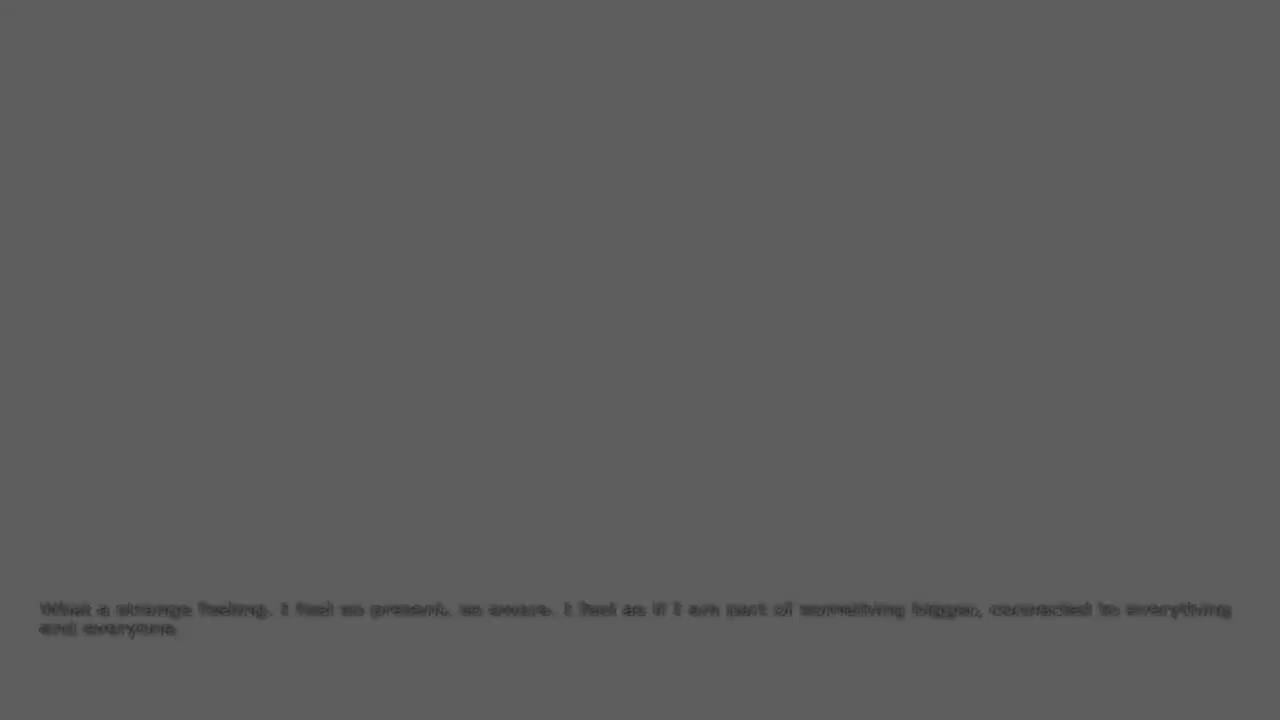 What a strange feeling. I feel so present, so aware. I feel as if I am part of something bigger, connected to everything
and everyone.